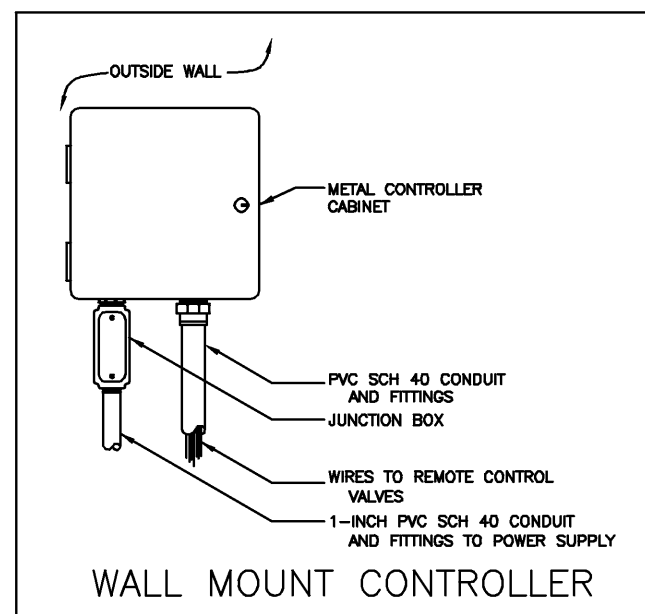 OUTSIDE WALL
METAL CONTROLLER
CABINET
PVC SCH 40 CONDUIT
AND FITTINGS
JUNCTION BOX
WIRES TO REMOTE CONTROL
VALVES
1-INCH PVC SCH 40 CONDUIT
AND FITTINGS TO POWER SUPPLY
WALL MOUNT CONTROLLER